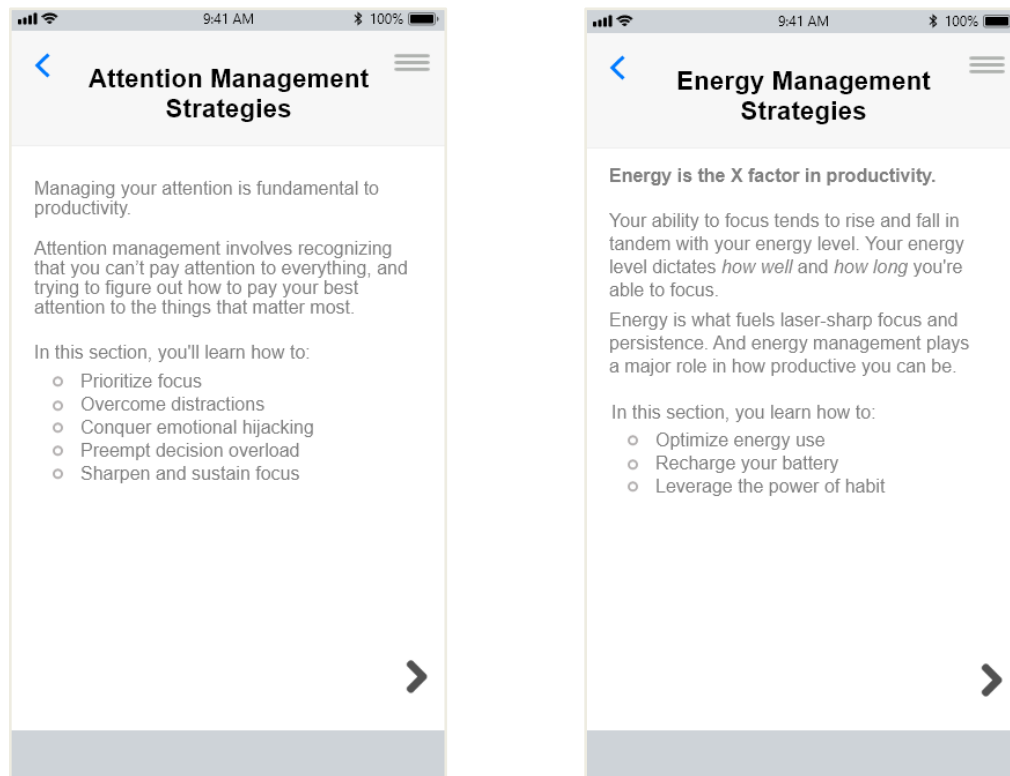 9:41 AM
100%
Attention Management
Strategies
Managing your attention is fundamental to
productivity.
Attention management involves recognizing
that you can’t pay attention to everything, and
trying to figure out how to pay your best
attention to the things that matter most.
In this section, you'll learn how to:
Prioritize focus
Overcome distractions
Conquer emotional hijacking
Preempt decision overload
Sharpen and sustain focus
9:41 AM
100%
Energy Management
Strategies
Energy is the X factor in productivity.
Your ability to focus tends to rise and fall in
tandem with your energy level. Your energy
level dictates how well and how long you're
able to focus.
Energy is what fuels laser-sharp focus and
persistence. And energy management plays
a major role in how productive you can be.
In this section, you learn how to:
Optimize energy use
Recharge your battery
Leverage the power of habit